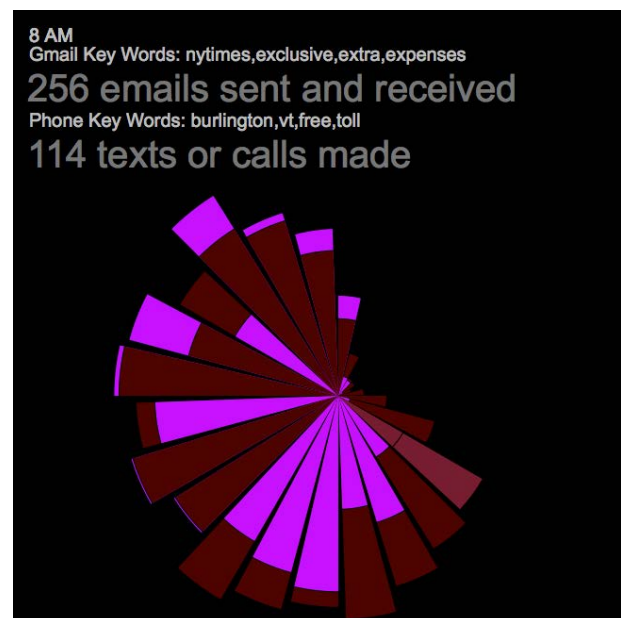 8 AM
Gmail Key Words: nytimes,exclusive,extra,expenses
256 emails sent and received
Phone Key Words: burlington,vt,free,toll
114 texts or calls made